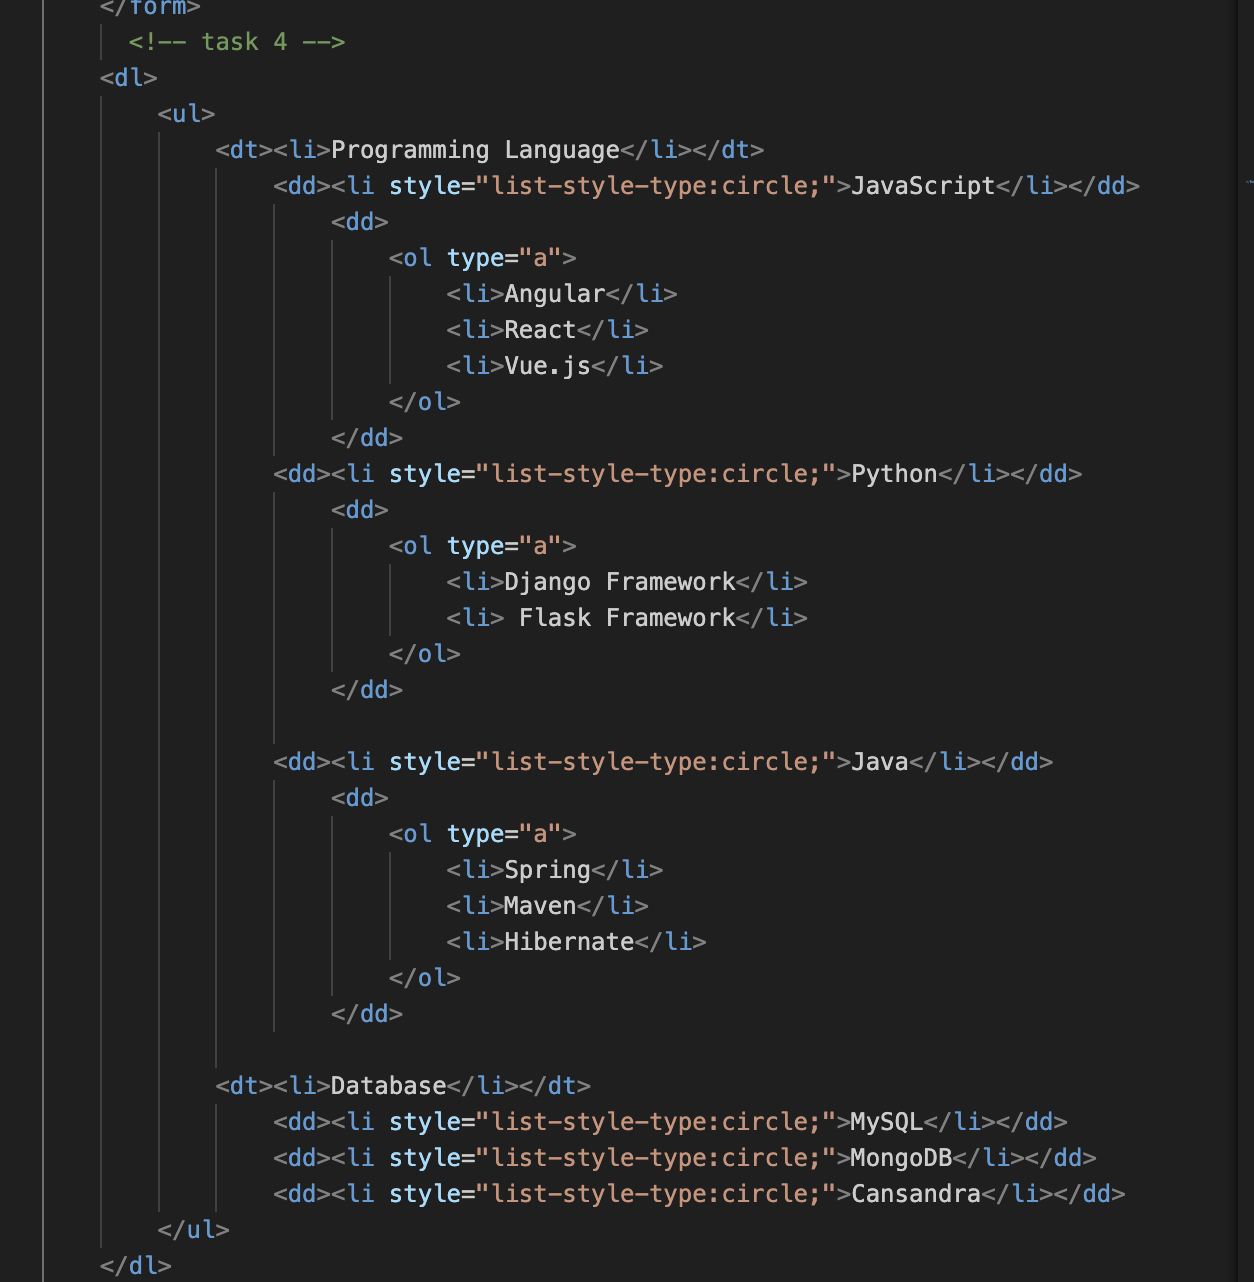 </form>
<!-- task 4 -->
<dl>
<ul>
<dt><li>Programming Language</li></dt>
<dd><li style="list-style-type:circle;">JavaScript</li></dd>
<dd>
<ol type="a">
<li>Angular</li>
<li>React</li>
<li>Vue.js</li>
</ol>
</dd>
<dd><li style="list-style-type:circle;">Python</li></dd>
<dd>
<ol type="a">
<li>Django Framework</li>
<li> Flask Framework</li>
</ol>
</dd>
<dd><li style="list-style-type:circle;">Java</li></dd>
<dd>
<ol type="a">
<li>Spring</li>
<li>Maven</li>
<li>Hibernate</li>
</ol>
</dd>
<dt><li>Database</li></dt>
<dd><li style="list-style-type:circle;">MySQL</li></dd>
<dd><li style="list-style-type:circle;">MongoDB</li></dd>
<dd><li style="list-style-type:circle;">Cansandra</li></dd>
</ul>
</dl>